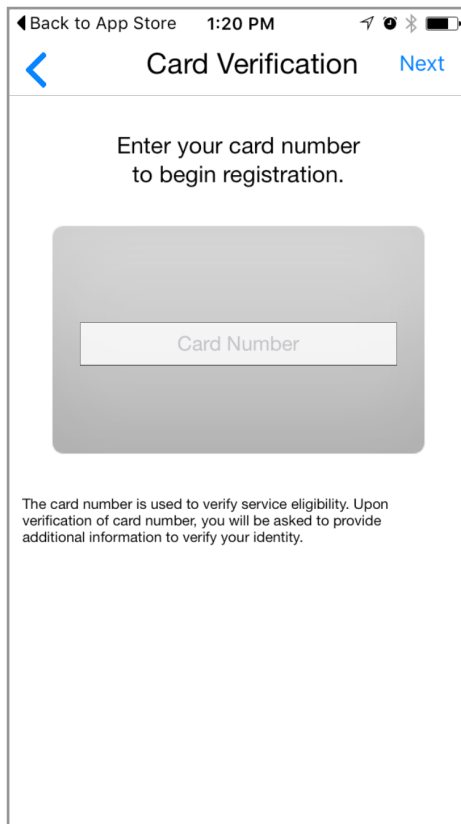 Back to App Store 1:20 PM
Card Verification Next
Enter your card number
to begin registration.
Card Number
The card number is used to verify service eligibility. Upon
verification of card number, you will be asked to provide
additional information to verify your identity.